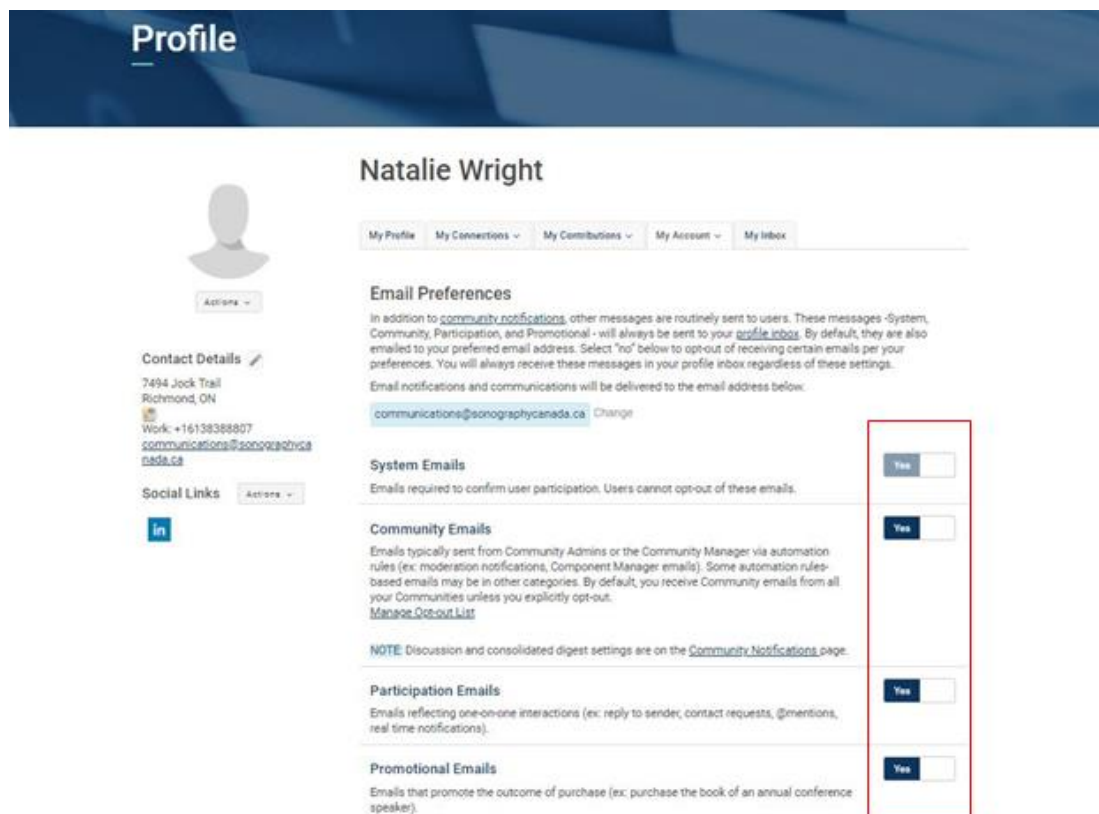 Profile
Natalie Wright
My Profile My Connections My Contributions My Account My Inbox
Actions
Email Preferences
In addition to community notifications, other messages are routinely sent to users. These messages -System,
Community, Participation, and Promotional - will always be sent to your profile inbox. By default, they are also
emailed to your preferred email address. Select "no" below to opt-out of receiving certain emails per your
preferences. You will always receive these messages in your profile inbox regardless of these settings.
Email notifications and communications will be delivered to the email address below.
communications@sonographycanada.ca Change
Contact Details
7494 Jock Trail
Richmond, ON
Work: +16138388807
communications@sonographyca
nada.ca
Social Links Actions
in
System Emails Yes
Emails required to confirm user participation. Users cannot opt-out of these emails.
Community Emails Yes
Emails typically sent from Community Admins or the Community Manager via automation
rules (ex: moderation notifications, Component Manager emails). Some automation rules-
based emails may be in other categories. By default, you receive Community emails from all
your Communities unless you explicitly opt-out.
Manage Opt-out List
NOTE: Discussion and consolidated digest settings are on the Community Notifications page.
Participation Emails Yes
Emails reflecting one-on-one interactions (ex: reply to sender, contact requests, @mentions,
real time notifications).
Promotional Emails Yes
Emails that promote the outcome of purchase (ex: purchase the book of an annual conference
speaker).